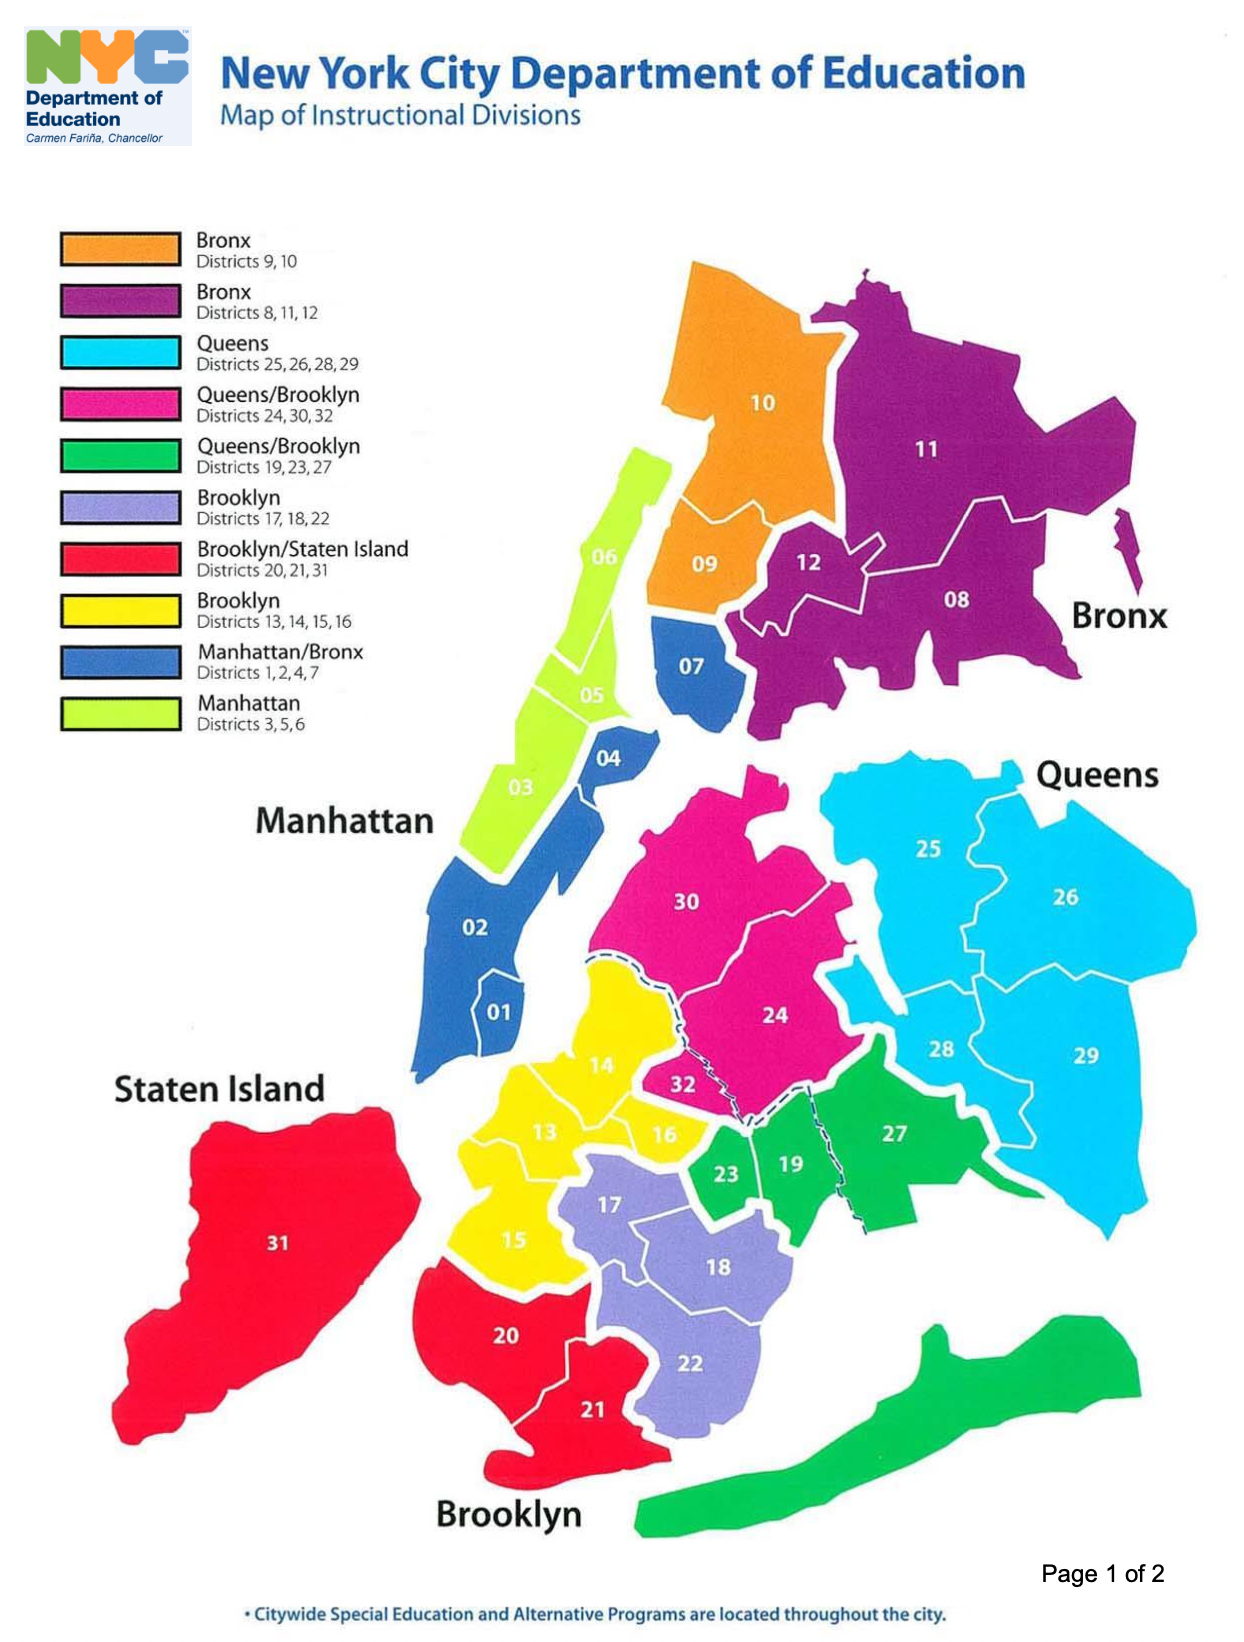 NYC
Department of
Education
Carmen Fariña, Chancellor
New York City Department of Education
Map of Instructional Divisions
Bronx
Districts 9, 10
Bronx
Districts 8, 11, 12
Queens
Districts 25, 26, 28, 29
Queens/Brooklyn
Districts 24, 30, 32
Queens/Brooklyn
Districts 19, 23, 27
Brooklyn
Districts 17, 18, 22
Brooklyn/Staten Island
Districts 20, 21, 31
Brooklyn
Districts 13, 14, 15, 16
Manhattan/Bronx
Districts 1, 2, 4, 7
Manhattan
Districts 3, 5, 6
10
11
06
09
12
08
Bronx
07
05
04
03
Manhattan
Queens
25
26
30
02
01
24
28
29
14
32
Staten Island
13
16
27
23
19
17
31
15
18
20
22
21
Brooklyn
Page 1 of 2
• Citywide Special Education and Alternative Programs are located throughout the city.